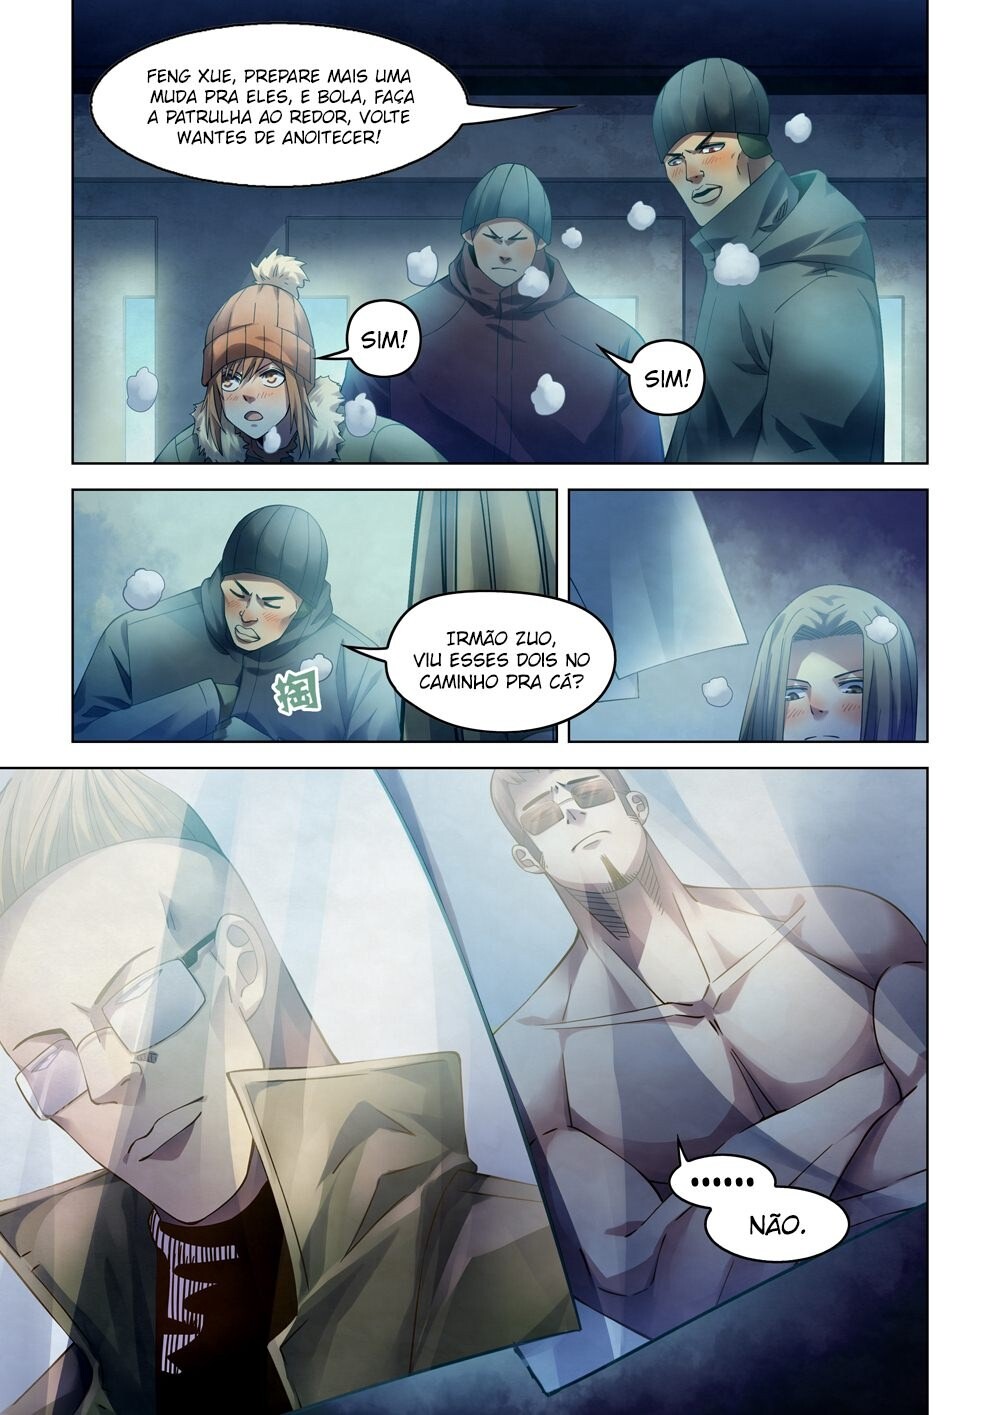 FENG XUE, PREPARE MAIS UMA
MUDA PRA ELES, E BOLA, FAÇA
A PATRULHA AO REDOR, VOLTE
WANTES DE ANOITECER!
SIM!
SIM!
掏
IRMÃO ZUO,
VIU ESSES DOIS NO
CAMINHO PRA CÁ?
......
NÃO.